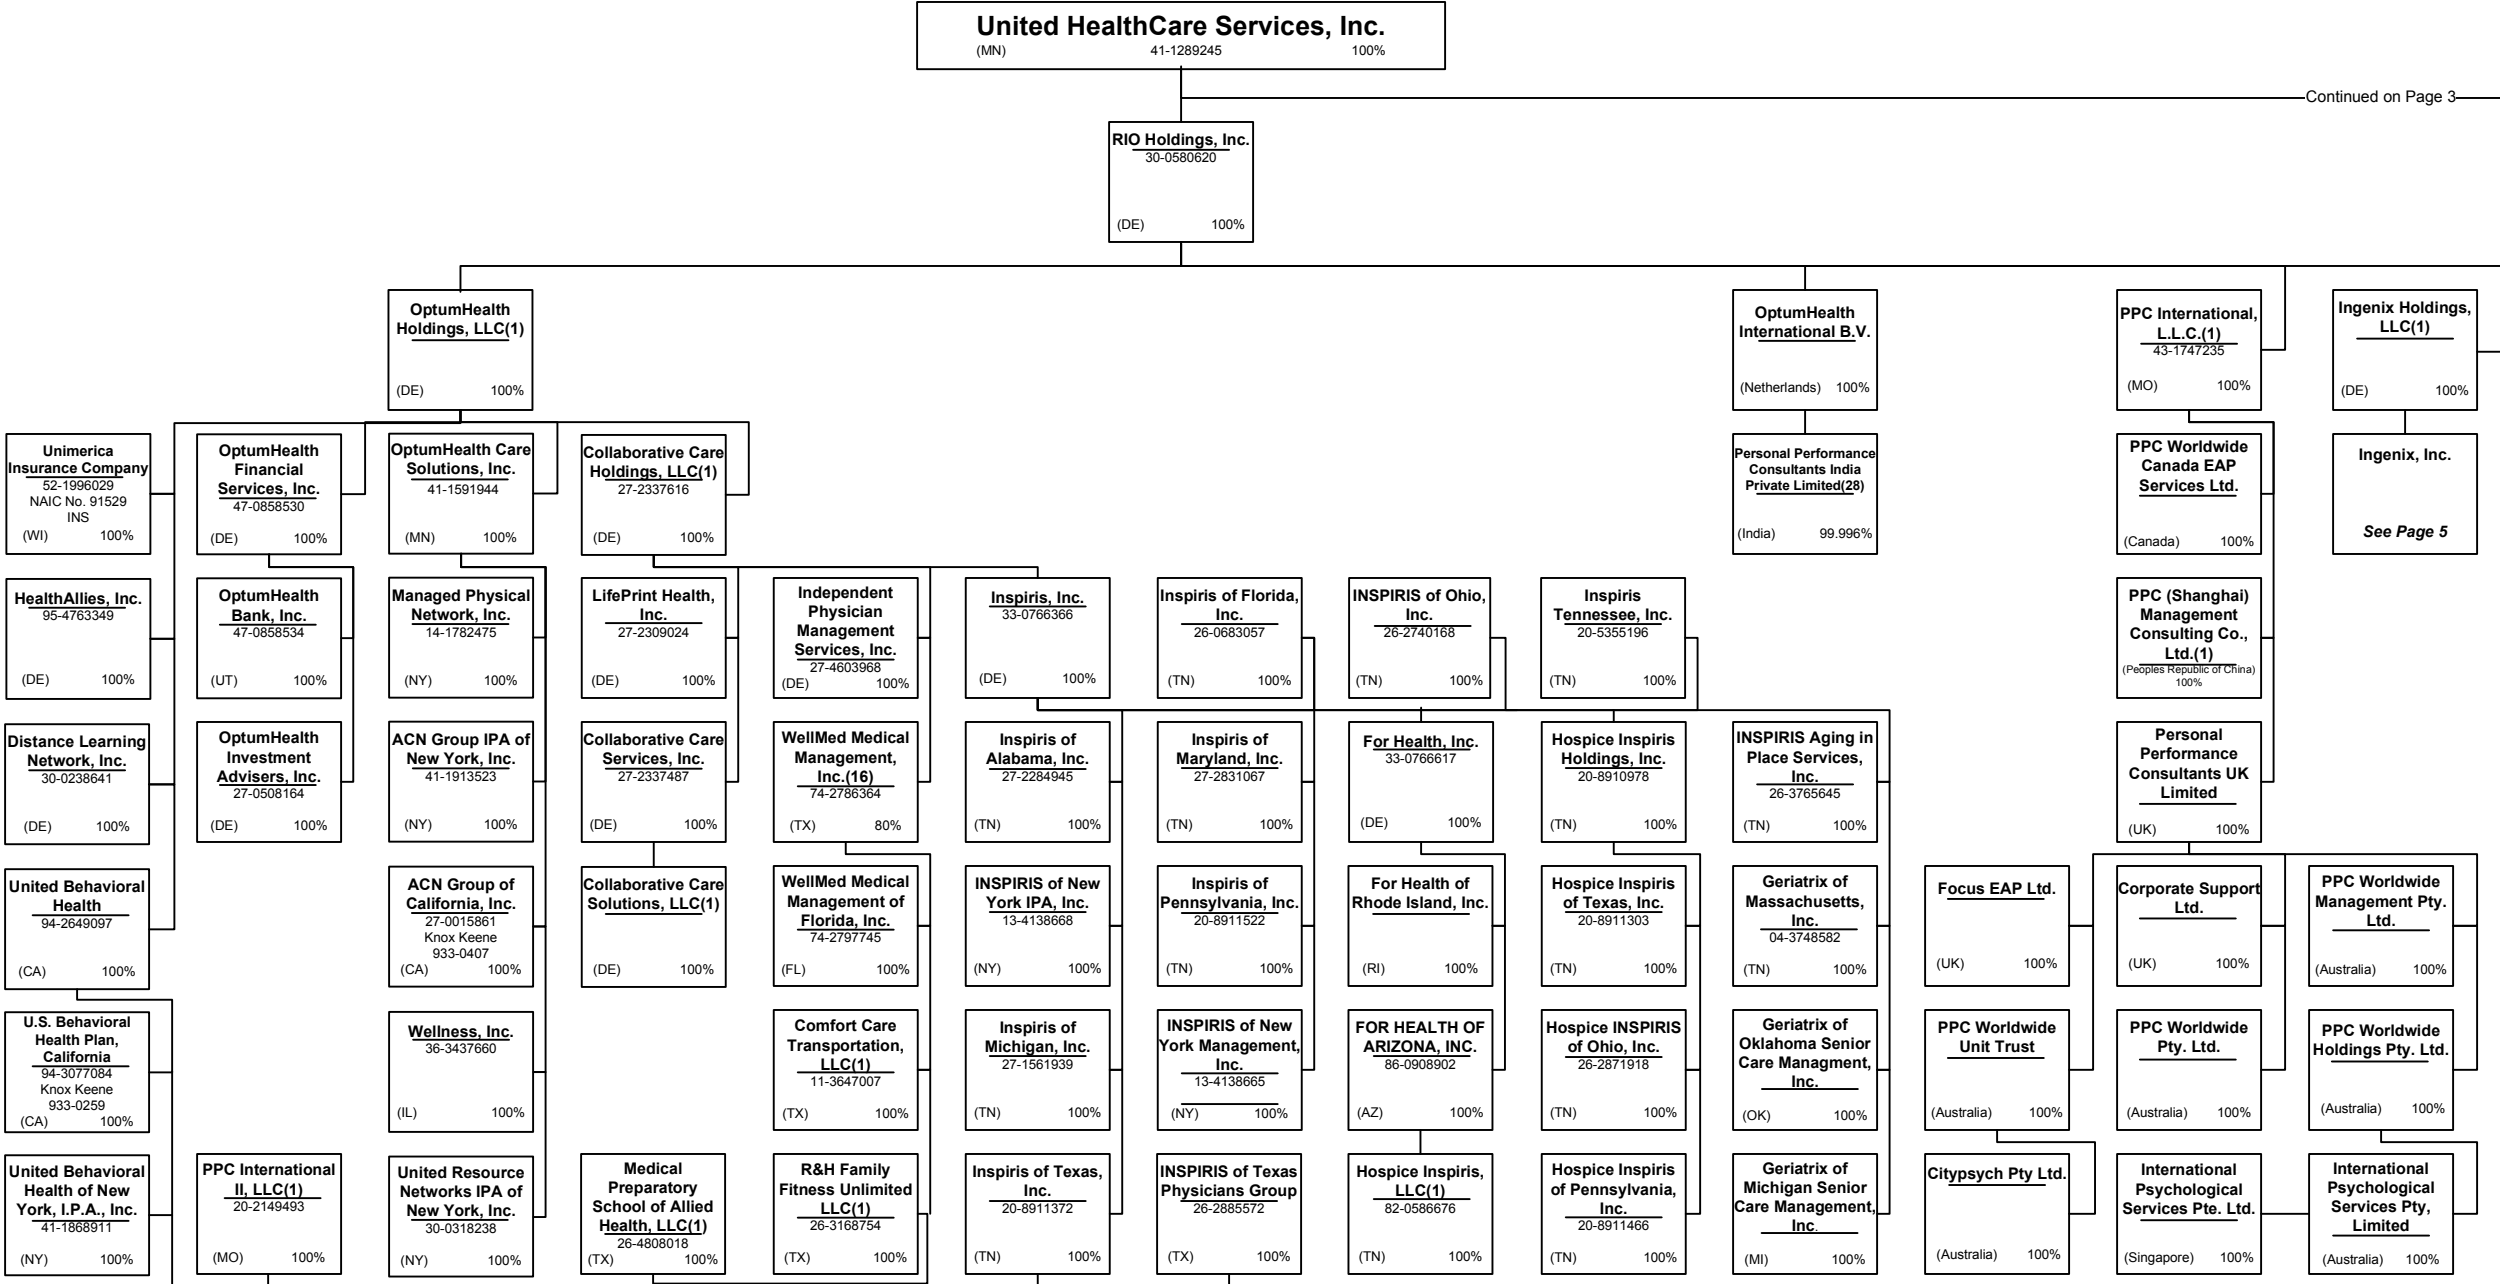 United HealthCare Services, Inc.
(MN) 41-1289245 100%
Continued on Page 3
RIO Holdings, Inc.
30-0580620
(DE) 100%
OptumHealth
Holdings, LLC(1)
(DE) 100%
OptumHealth
International B.V.
(Netherlands) 100%
PPC International,
L.L.C.(1)
43-1747235
(MO) 100%
Ingenix Holdings,
LLC(1)
(DE) 100%
Unimerica
Insurance Company
52-1996029
NAIC No. 91529
INS
(WI) 100%
OptumHealth
Financial
Services, Inc.
47-0858530
(DE) 100%
OptumHealth Care
Solutions, Inc.
41-1591944
(MN) 100%
Collaborative Care
Holdings, LLC(1)
27-2337616
(DE) 100%
Personal Performance
Consultants India
Private Limited(28)
(India) 99.996%
PPC Worldwide
Canada EAP
Services Ltd.
(Canada) 100%
Ingenix, Inc.
See Page 5
HealthAllies, Inc.
95-4763349
(DE) 100%
OptumHealth
Bank, Inc.
47-0858534
(UT) 100%
Managed Physical
Network, Inc.
14-1782475
(NY) 100%
LifePrint Health,
Inc.
27-2309024
(DE) 100%
Independent
Physician
Management
Services, Inc.
27-4603968
(DE) 100%
Inspiris, Inc.
33-0766366
(DE) 100%
Inspiris of Florida,
Inc.
26-0683057
(TN) 100%
INSPIRIS of Ohio,
Inc.
26-2740168
(TN) 100%
Inspiris
Tennessee, Inc.
20-5355196
(TN) 100%
PPC (Shanghai)
Management
Consulting Co.,
Ltd.(1)
(Peoples Republic of China)
100%
Distance Learning
Network, Inc.
30-0238641
(DE) 100%
OptumHealth
Investment
Advisers, Inc.
27-0508164
(DE) 100%
ACN Group IPA of
New York, Inc.
41-1913523
(NY) 100%
Collaborative Care
Services, Inc.
27-2337487
(DE) 100%
WellMed Medical
Management,
Inc.(16)
74-2786364
(TX) 80%
Inspiris of
Alabama, Inc.
27-2284945
(TN) 100%
Inspiris of
Maryland, Inc.
27-2831067
(TN) 100%
For Health, Inc.
33-0766617
(DE) 100%
Hospice Inspiris
Holdings, Inc.
20-8910978
(TN) 100%
INSPIRIS Aging in
Place Services,
Inc.
26-3765645
(TN) 100%
Personal
Performance
Consultants UK
Limited
(UK) 100%
United Behavioral
Health
94-2649097
(CA) 100%
ACN Group of
California, Inc.
27-0015861
Knox Keene
933-0407
(CA) 100%
Collaborative Care
Solutions, LLC(1)
(DE) 100%
WellMed Medical
Management of
Florida, Inc.
74-2797745
(FL) 100%
INSPIRIS of New
York IPA, Inc.
13-4138668
(NY) 100%
Inspiris of
Pennsylvania, Inc.
20-8911522
(TN) 100%
For Health of
Rhode Island, Inc.
(RI) 100%
Hospice Inspiris
of Texas, Inc.
20-8911303
(TN) 100%
Geriatrix of
Massachusetts,
Inc.
04-3748582
(TN) 100%
Focus EAP Ltd.
(UK) 100%
Corporate Support
Ltd.
(UK) 100%
PPC Worldwide
Management Pty.
Ltd.
(Australia) 100%
U.S. Behavioral
Health Plan,
California
94-3077084
Knox Keene
933-0259
(CA) 100%
Wellness, Inc.
36-3437660
(IL) 100%
Comfort Care
Transportation,
LLC(1)
11-3647007
(TX) 100%
Inspiris of
Michigan, Inc.
27-1561939
(TN) 100%
INSPIRIS of New
York Management,
Inc.
13-4138665
(NY) 100%
FOR HEALTH OF
ARIZONA, INC.
86-0908902
(AZ) 100%
Hospice INSPIRIS
of Ohio, Inc.
26-2871918
(TN) 100%
Geriatrix of
Oklahoma Senior
Care Managment,
Inc.
(OK) 100%
PPC Worldwide
Unit Trust
(Australia) 100%
PPC Worldwide
Pty. Ltd.
(Australia) 100%
PPC Worldwide
Holdings Pty. Ltd.
(Australia) 100%
United Behavioral
Health of New
York, I.P.A., Inc.
41-1868911
(NY) 100%
PPC International
II, LLC(1)
20-2149493
(MO) 100%
United Resource
Networks IPA of
New York, Inc.
30-0318238
(NY) 100%
Medical
Preparatory
School of Allied
Health, LLC(1)
26-4808018
(TX) 100%
R&H Family
Fitness Unlimited
LLC(1)
26-3168754
(TX) 100%
Inspiris of Texas,
Inc.
20-8911372
(TN) 100%
INSPIRIS of Texas
Physicians Group
26-2885572
(TX) 100%
Hospice Inspiris,
LLC(1)
82-0586676
(TN) 100%
Hospice Inspiris
of Pennsylvania,
Inc.
20-8911466
(TN) 100%
Geriatrix of
Michigan Senior
Care Management,
Inc.
(MI) 100%
Citypsych Pty Ltd.
(Australia) 100%
International
Psychological
Services Pte. Ltd.
(Singapore) 100%
International
Psychological
Services Pty,
Limited
(Australia) 100%